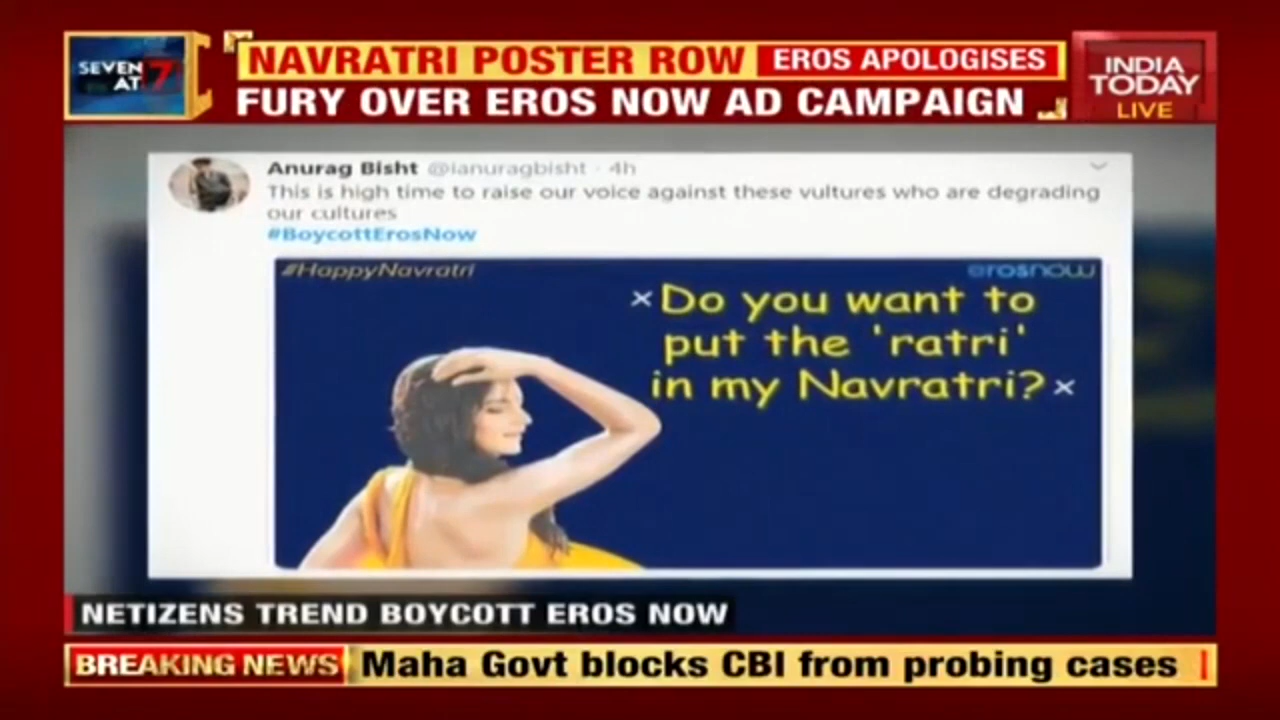 SEVEN
AT 7
NAVRATRI POSTER ROW EROS APOLOGISES
FURY OVER EROS NOW AD CAMPAIGN
INDIA
TODAY
LIVE
Anurag Bisht @ianuragbisht · 4h
This is high time to raise our voice against these vultures who are degrading
our cultures
#BoycottErosNow
#HappyNavratri
erosnow
×Do you want to
put the 'ratri'
in my Navratri?×
NETIZENS TREND BOYCOTT EROS NOW
BREAKING NEWS Maha Govt blocks CBI from probing cases